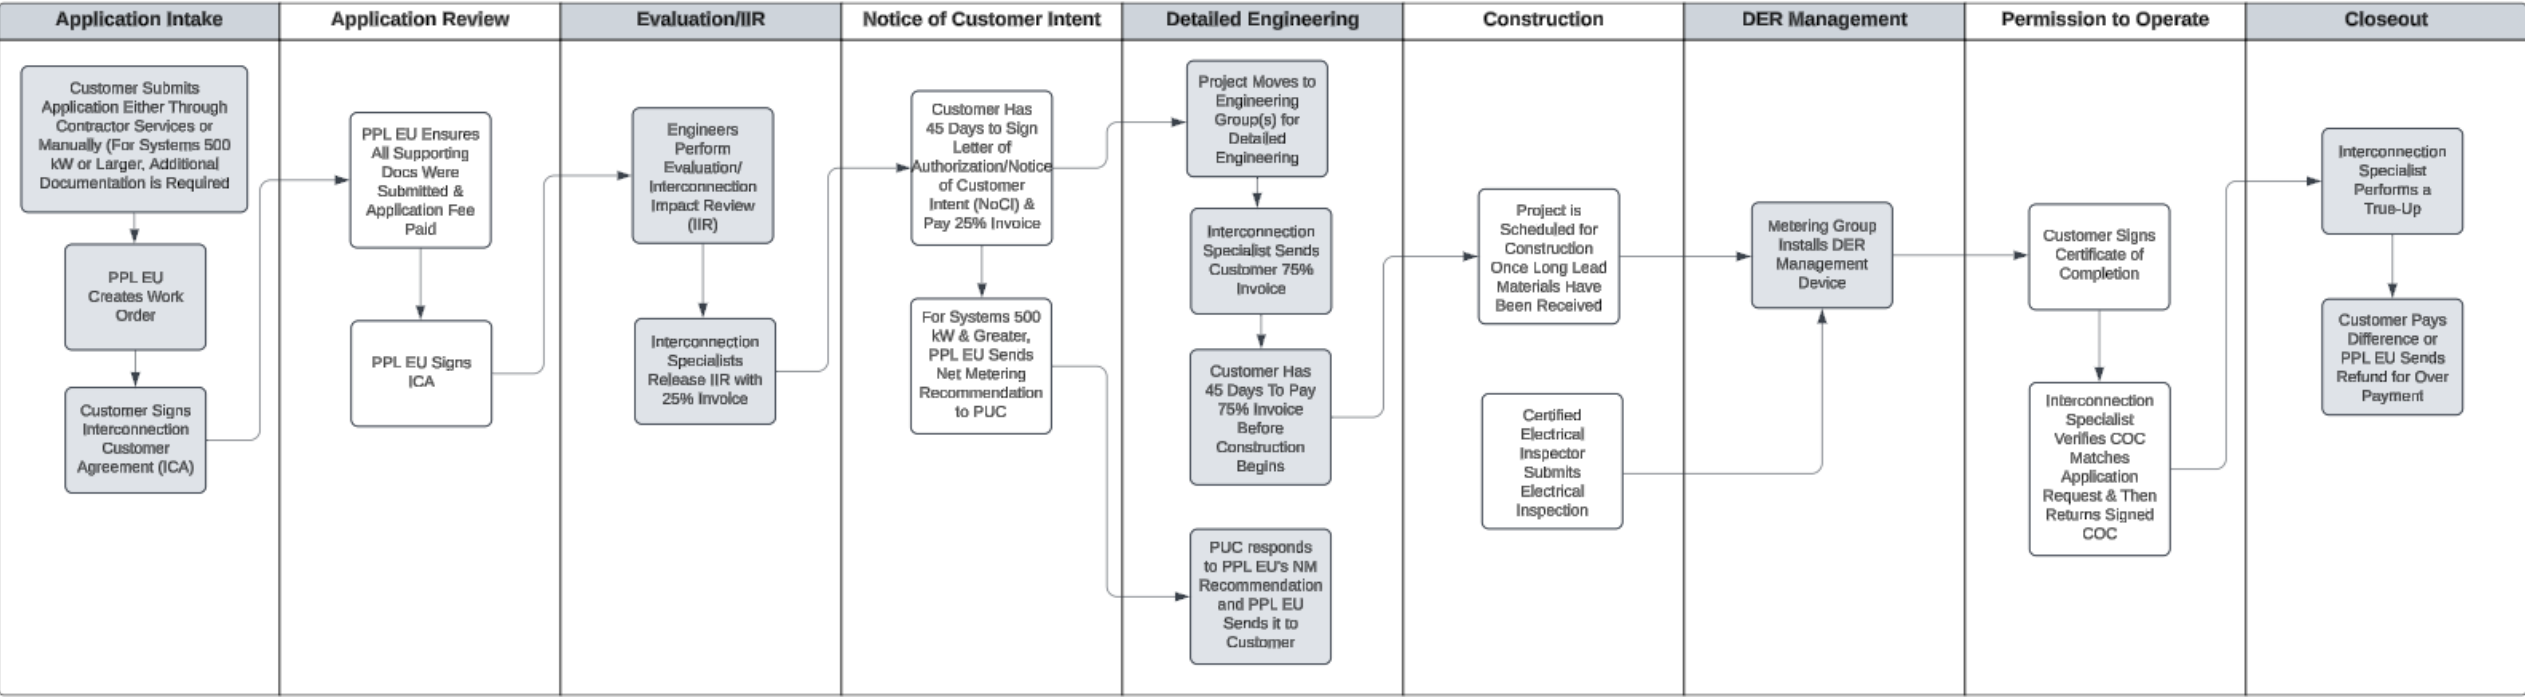 Application Intake
Application Review
Evaluation/IIR
Notice of Customer Intent
Detailed Engineering
Construction
DER Management
Permission to Operate
Closeout
Customer Submits
Application Either Through
Contractor Services or
Manually (For Systems 500
kW or Larger, Additional
Documentation is Required
PPL EU
Creates Work
Order
Customer Signs
Interconnection
Customer
Agreement (ICA)
PPL EU Ensures
All Supporting
Docs Were
Submitted &
Application Fee
Paid
PPL EU Signs
ICA
Engineers
Perform
Evaluation/
Interconnection
Impact Review
(IIR)
Interconnection
Specialists
Release IIR with
25% Invoice
Customer Has
45 Days to Sign
Letter of
Authorization/Notice
of Customer
Intent (NoCI) &
Pay 25% Invoice
For Systems 500
kW & Greater,
PPL EU Sends
Net Metering
Recommendation
to PUC
Project Moves to
Engineering
Group(s) for
Detailed
Engineering
Interconnection
Specialist Sends
Customer 75%
Invoice
Customer Has
45 Days To Pay
75% Invoice
Before
Construction
Begins
PUC responds
to PPL EU's NM
Recommendation
and PPL EU
Sends it to
Customer
Project is
Scheduled for
Construction
Once Long Lead
Materials Have
Been Received
Certified
Electrical
Inspector
Submits
Electrical
Inspection
Metering Group
Installs DER
Management
Device
Customer Signs
Certificate of
Completion
Interconnection
Specialist
Verifies COC
Matches
Application
Request & Then
Returns Signed
COC
Interconnection
Specialist
Performs a
True-Up
Customer Pays
Difference or
PPL EU Sends
Refund for Over
Payment